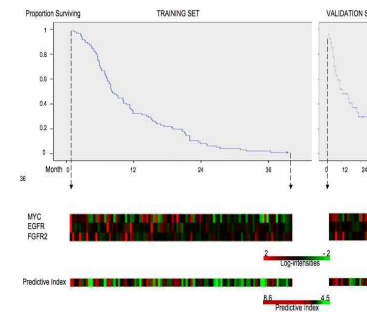 Proportion Surviving TRAINING SET VALIDATION S
1
0.8
0.6
0.4
0.2
0
Month 0 12 24 36 0 12 24
36
MYC
EGFR
FGFR2
2 -2
Log-intensities
Predictive Index
8.6 4.5
Predictive Index